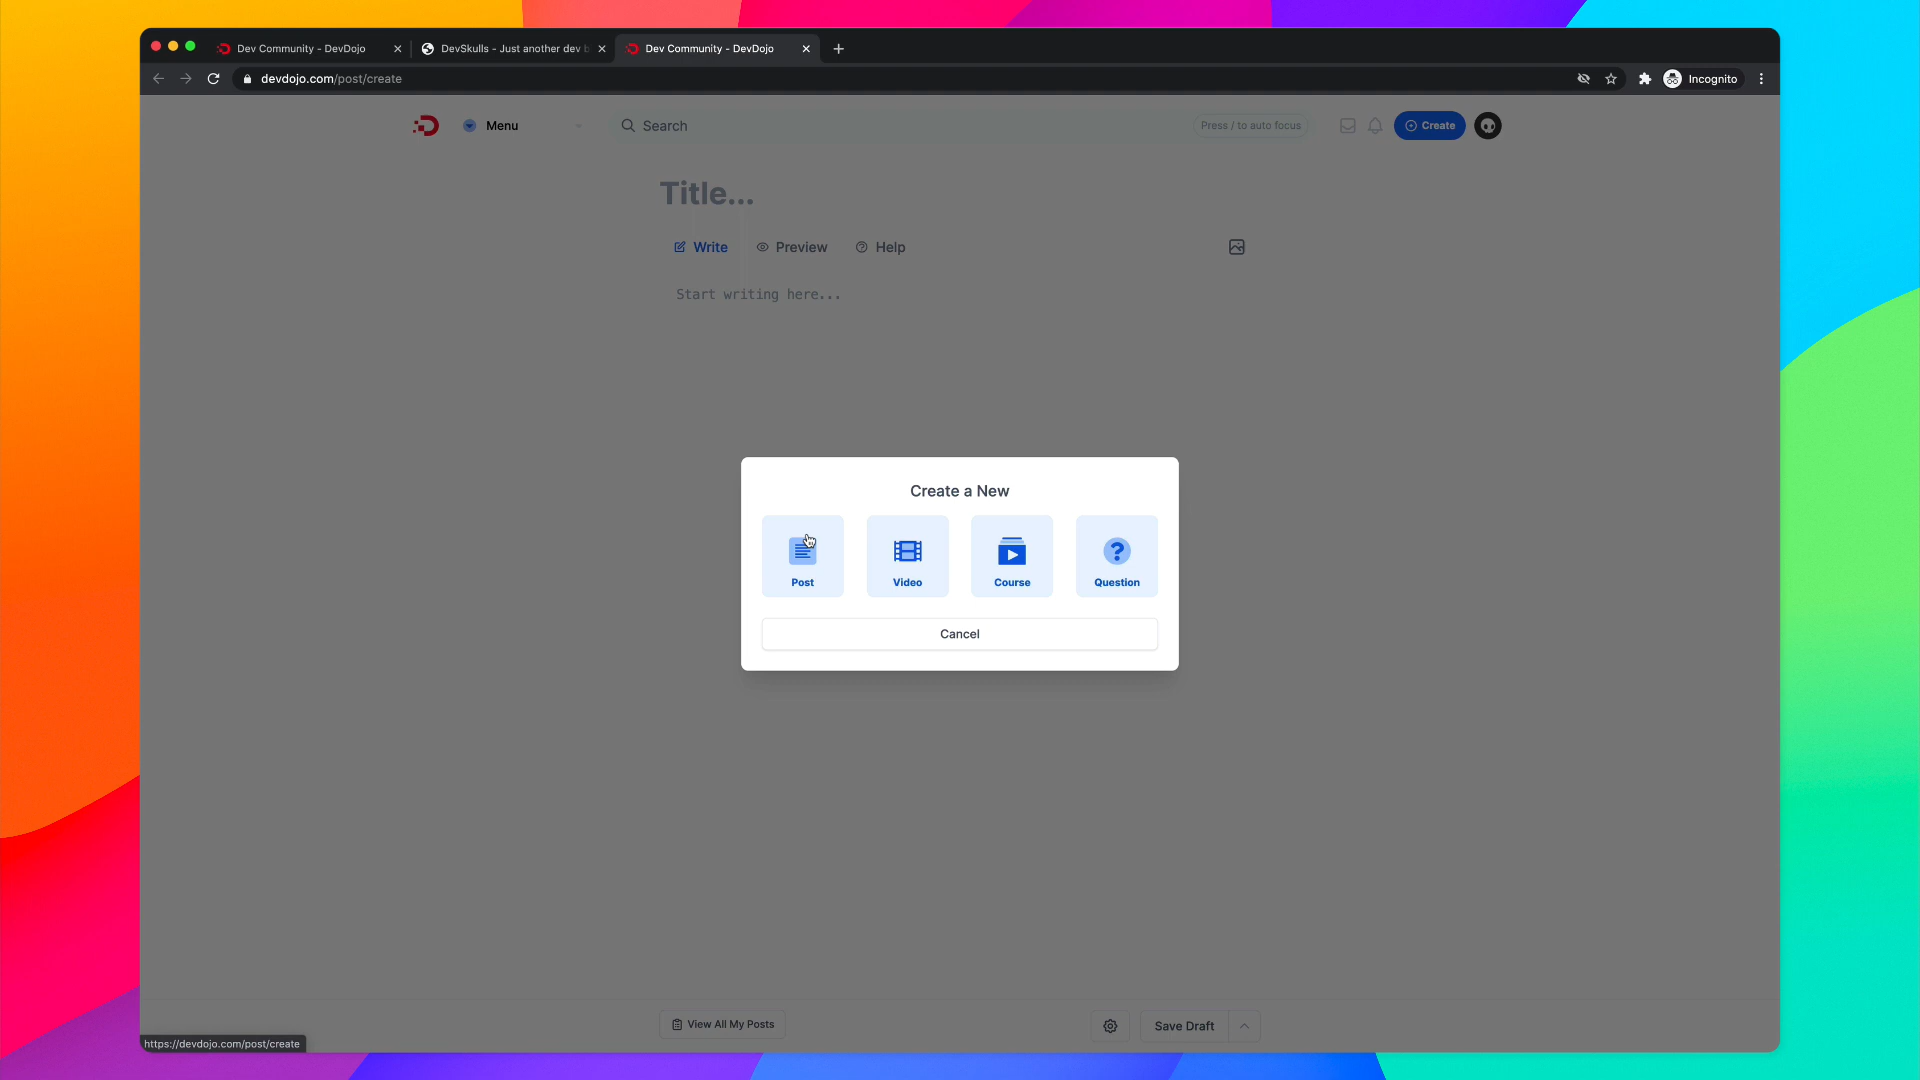 Dev Community - DevDojo
DevSkulls - Just another dev b
Dev Community - DevDojo
devdojo.com/post/create
Incognito
Menu
Search
Press / to auto focus
Create
Title...
Write
Preview
Help
Start writing here...
Create a New
Post
Video
Course
Question
Cancel
View All My Posts
Save Draft
https://devdojo.com/post/create